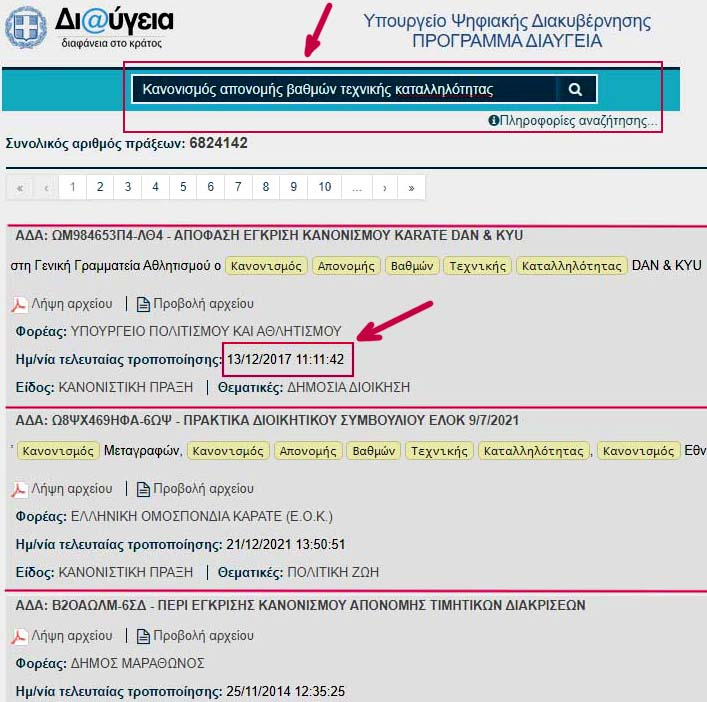 Δι@ύγεια
διαφάνεια στο κράτος
Υπουργείο Ψηφιακής Διακυβέρνησης
ΠΡΟΓΡΑΜΜΑ ΔΙΑΥΓΕΙΑ
Κανονισμός απονομής βαθμών τεχνικής καταλληλότητας
Πληροφορίες αναζήτησης...
Συνολικός αριθμός πράξεων: 6824142
« ‹ 1 2 3 4 5 6 7 8 9 10 ... › »
ΑΔΑ: ΩΜ984653Π4-ΛΘ4 - ΑΠΟΦΑΣΗ ΕΓΚΡΙΣΗ ΚΑΝΟΝΙΣΜΟΥ KARATE DAN & KYU
στη Γενική Γραμματεία Αθλητισμού ο Κανονισμός Απονομής Βαθμών Τεχνικής Καταλληλότητας DAN & KYU
Λήψη αρχείου | Προβολή αρχείου
Φορέας: ΥΠΟΥΡΓΕΙΟ ΠΟΛΙΤΙΣΜΟΥ ΚΑΙ ΑΘΛΗΤΙΣΜΟΥ
Ημ/νία τελευταίας τροποποίησης: 13/12/2017 11:11:42
Είδος: ΚΑΝΟΝΙΣΤΙΚΗ ΠΡΑΞΗ | Θεματικές: ΔΗΜΟΣΙΑ ΔΙΟΙΚΗΣΗ
ΑΔΑ: Ω8ΨΧ469ΗΦΑ-6ΩΨ - ΠΡΑΚΤΙΚΑ ΔΙΟΙΚΗΤΙΚΟΥ ΣΥΜΒΟΥΛΙΟΥ ΕΛΟΚ 9/7/2021
Κανονισμός Μεταγραφών, Κανονισμός Απονομής Βαθμών Τεχνικής Καταλληλότητας, Κανονισμός Εθν
Λήψη αρχείου | Προβολή αρχείου
Φορέας: ΕΛΛΗΝΙΚΗ ΟΜΟΣΠΟΝΔΙΑ ΚΑΡΑΤΕ (Ε.Ο.Κ.)
Ημ/νία τελευταίας τροποποίησης: 21/12/2021 13:50:51
Είδος: ΚΑΝΟΝΙΣΤΙΚΗ ΠΡΑΞΗ | Θεματικές: ΠΟΛΙΤΙΚΗ ΖΩΗ
ΑΔΑ: Β2ΟΑΩΛΜ-6ΣΔ - ΠΕΡΙ ΕΓΚΡΙΣΗΣ ΚΑΝΟΝΙΣΜΟΥ ΑΠΟΝΟΜΗΣ ΤΙΜΗΤΙΚΩΝ ΔΙΑΚΡΙΣΕΩΝ
Λήψη αρχείου | Προβολή αρχείου
Φορέας: ΔΗΜΟΣ ΜΑΡΑΘΩΝΟΣ
Ημ/νία τελευταίας τροποποίησης: 25/11/2014 12:35:25